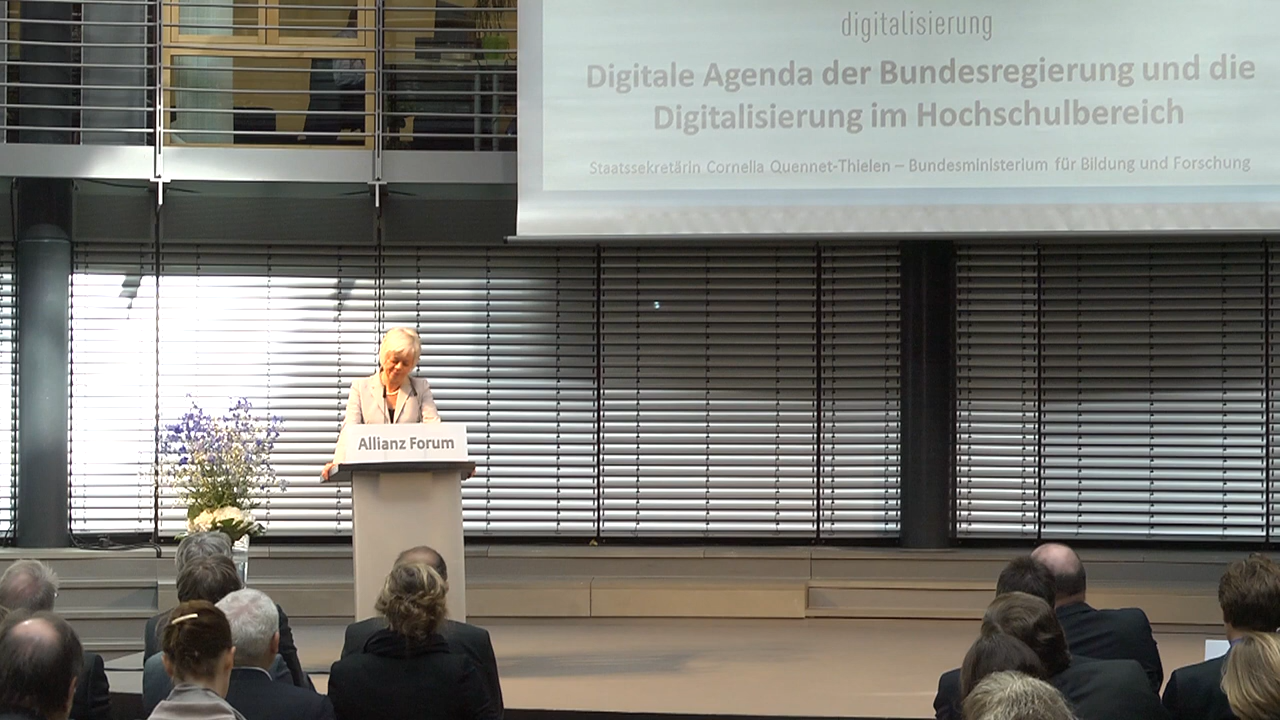 digitalisierung
Digitale Agenda der Bundesregierung und die
Digitalisierung im Hochschulbereich
Staatssekretärin Cornelia Quennet-Thielen – Bundesministerium für Bildung und Forschung
Allianz Forum